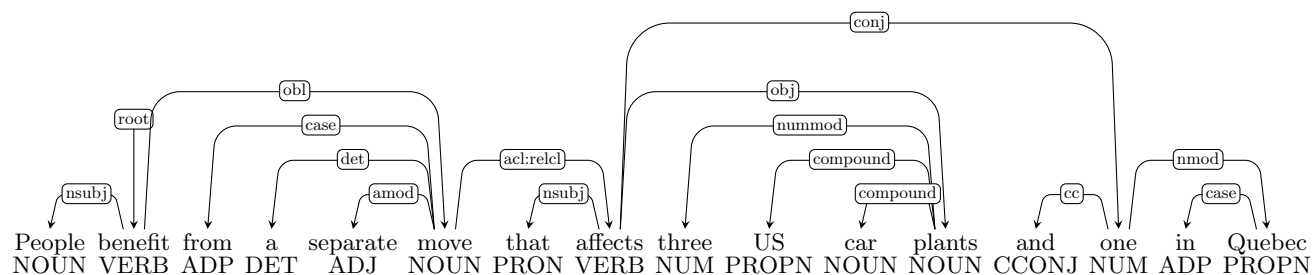 conj
obl obj
root
case nummod
det acl:relcl compound nmod
nsubj amod nsubj compound cc case
People benefit from a separate move that affects three US car plants and one in Quebec
NOUN VERB ADP DET ADJ NOUN PRON VERB NUM PROPN NOUN NOUN CCONJ NUM ADP PROPN